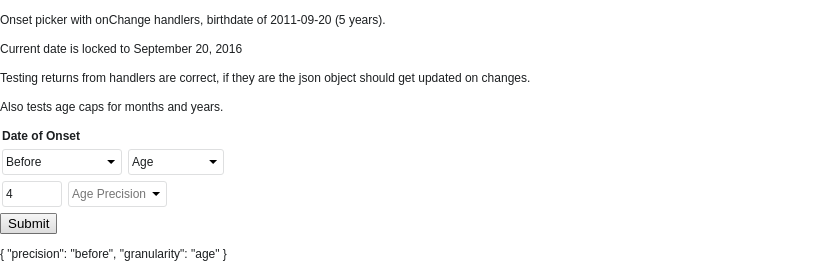 Onset picker with onChange handlers, birthdate of 2011-09-20 (5 years).
Current date is locked to September 20, 2016
Testing returns from handlers are correct, if they are the json object should get updated on changes.
Also tests age caps for months and years.
Date of Onset
Before Age
4 Age Precision
Submit
{ "precision": "before", "granularity": "age" }